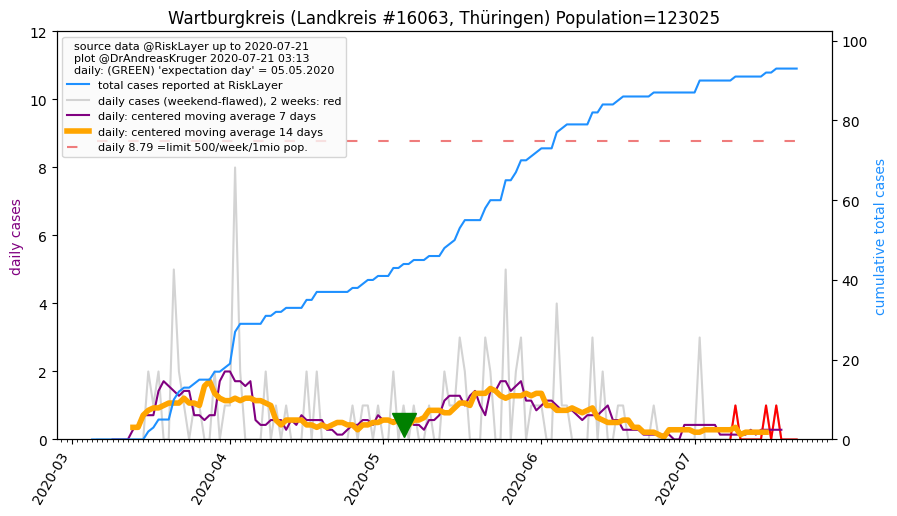 Wartburgkreis (Landkreis #16063, Thüringen) Population=123025
source data @RiskLayer up to 2020-07-21
plot @DrAndreasKruger 2020-07-21 03:13
daily: (GREEN) 'expectation day' = 05.05.2020
total cases reported at RiskLayer
daily cases (weekend-flawed), 2 weeks: red
daily: centered moving average 7 days
daily: centered moving average 14 days
daily 8.79 =limit 500/week/1mio pop.
daily cases
12
10
8
6
4
2
0
100
80
60
40
20
0
cumulative total cases
2020-03
2020-04
2020-05
2020-06
2020-07